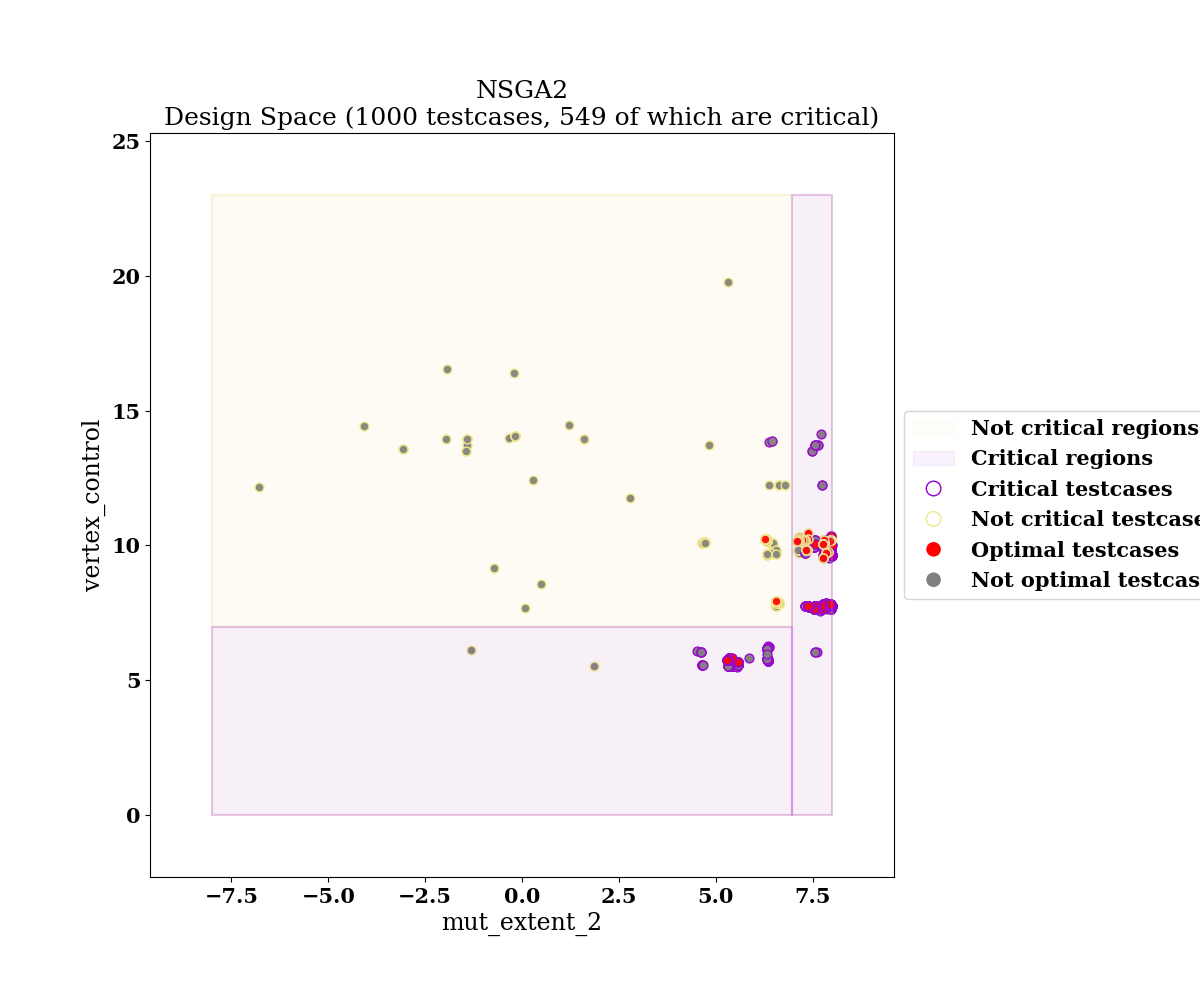 NSGA2
Design Space (1000 testcases, 549 of which are critical)
25
20
15
10
5
0
vertex_control
−7.5 −5.0 −2.5 0.0 2.5 5.0 7.5
mut_extent_2
Not critical regions
Critical regions
Critical testcases
Not critical testcase
Optimal testcases
Not optimal testcas